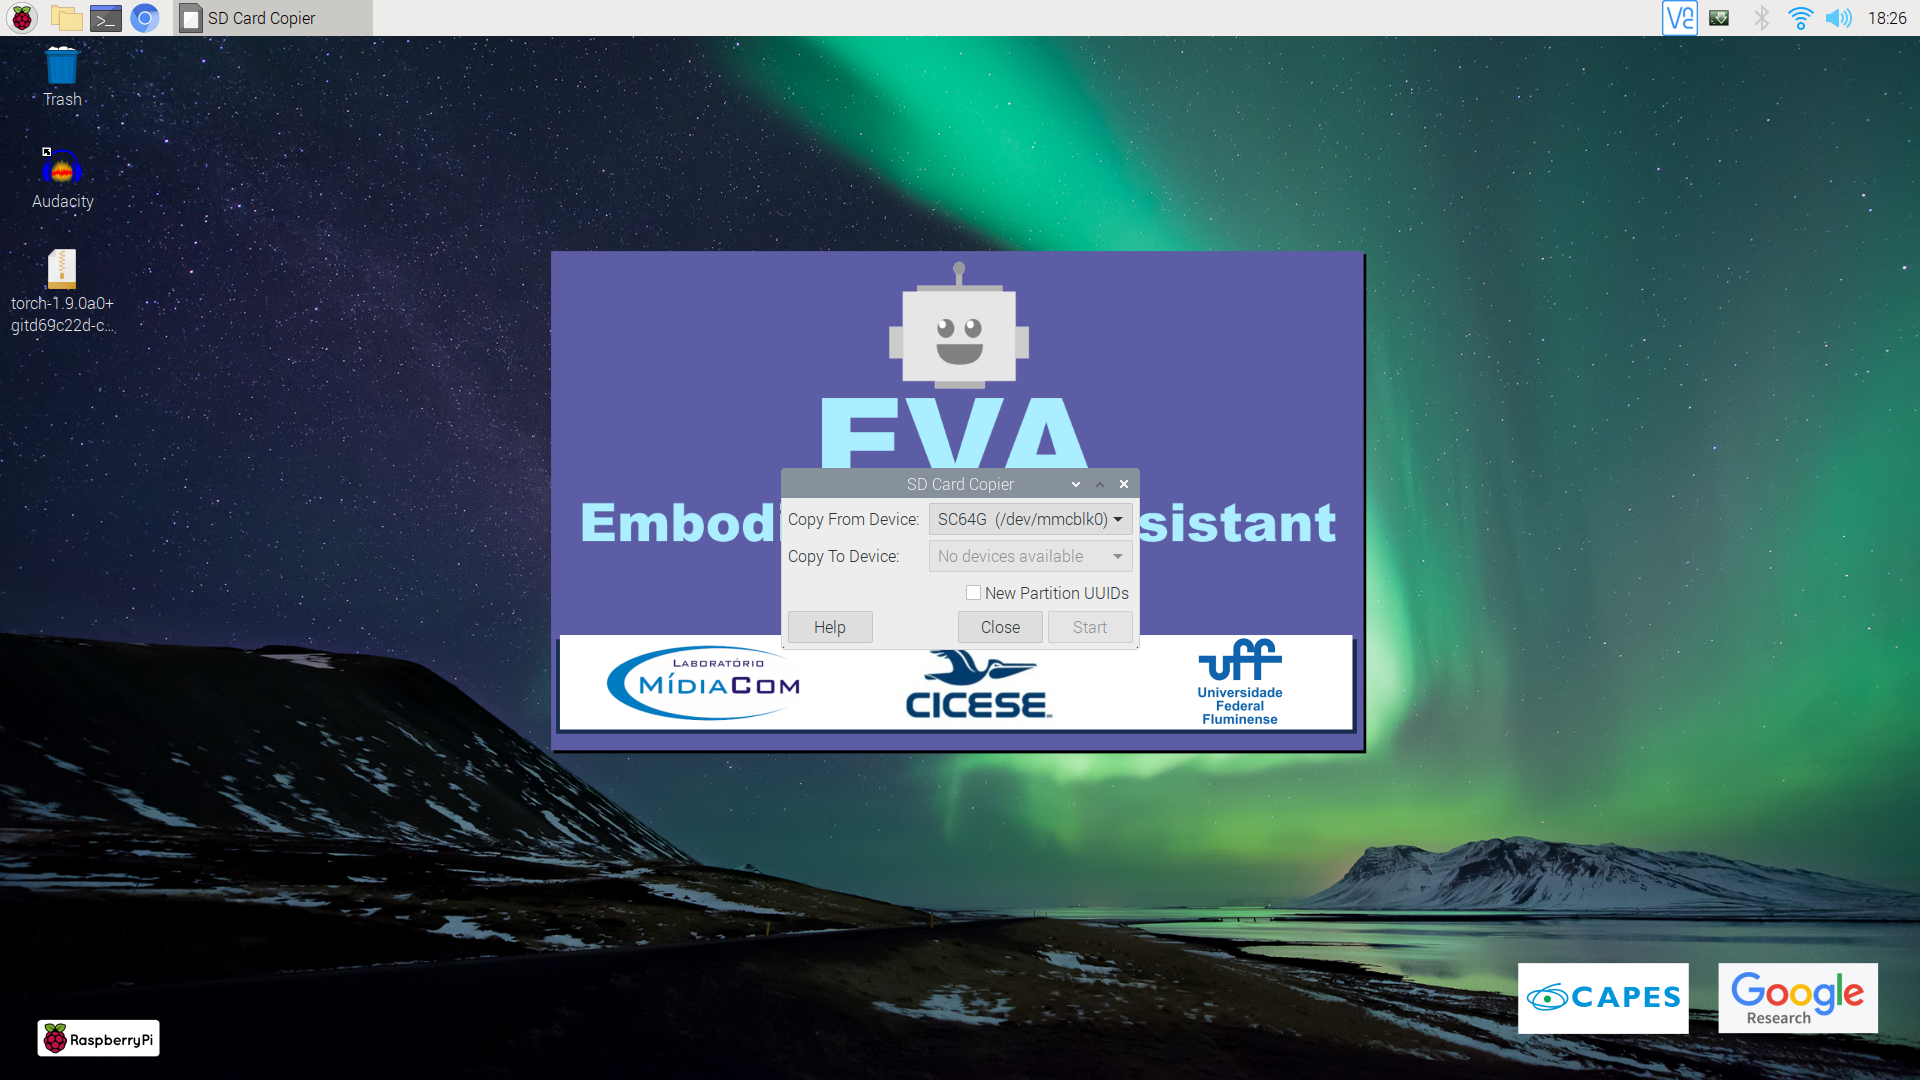 SD Card Copier
VNC
18:26
Trash
Audacity
torch-1.9.0a0+
gitd69c22d-c...
EVA
SD Card Copier
Embodi
sistant
Copy From Device:
SC64G (/dev/mmcblk0)
Copy To Device:
No devices available
New Partition UUIDs
Help
Close
Start
LABORATÓRIO
MÍDIACOM
CICESE
uff
Universidade
Federal
Fluminense
CAPES
Google
Research
RaspberryPi